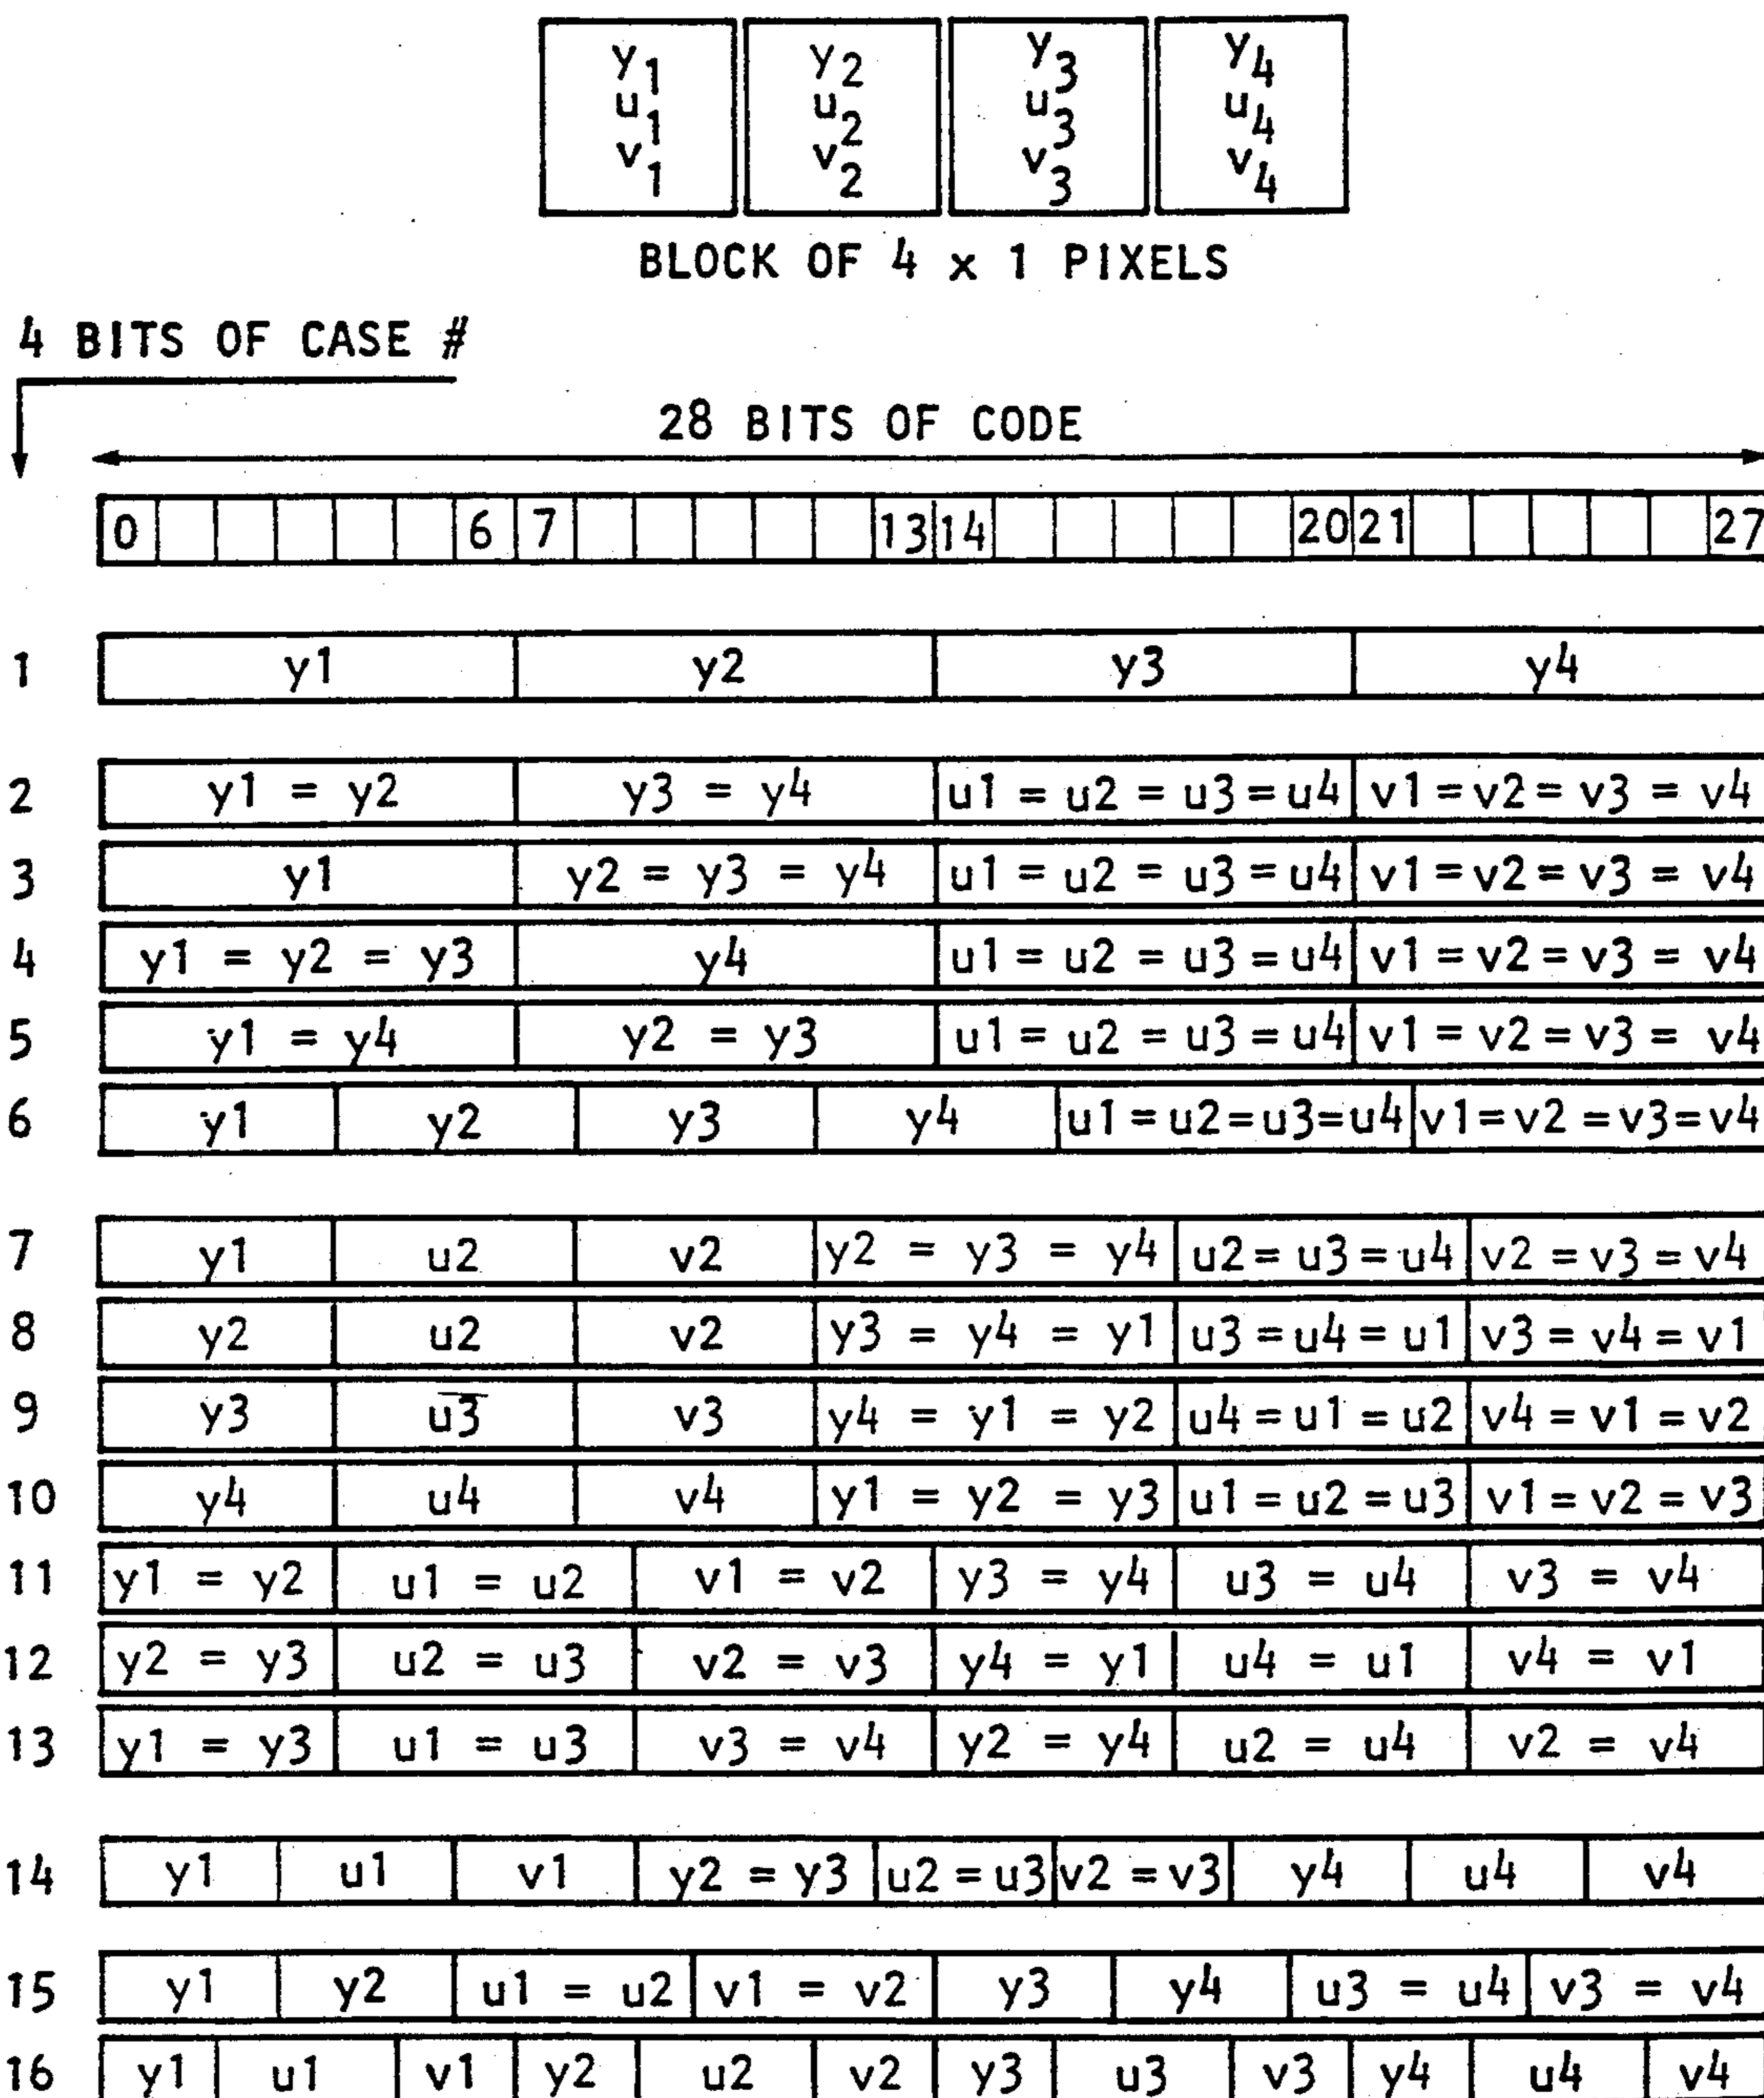 y1 y2 y3 y4
u1 u2 u3 u4
v1 v2 v3 v4
BLOCK OF 4 x 1 PIXELS
4 BITS OF CASE #
28 BITS OF CODE
0 6 7 13 14 20 21 27
1 y1 y2 y3 y4
2 y1 = y2 y3 = y4 u1 = u2 = u3 = u4 v1 = v2 = v3 = v4
3 y1 y2 = y3 = y4 u1 = u2 = u3 = u4 v1 = v2 = v3 = v4
4 y1 = y2 = y3 y4 u1 = u2 = u3 = u4 v1 = v2 = v3 = v4
5 y1 = y4 y2 = y3 u1 = u2 = u3 = u4 v1 = v2 = v3 = v4
6 y1 y2 y3 y4 u1 = u2 = u3 = u4 v1 = v2 = v3 = v4
7 y1 u2 v2 y2 = y3 = y4 u2 = u3 = u4 v2 = v3 = v4
8 y2 u2 v2 y3 = y4 = y1 u3 = u4 = u1 v3 = v4 = v1
9 y3 u3 v3 y4 = y1 = y2 u4 = u1 = u2 v4 = v1 = v2
10 y4 u4 v4 y1 = y2 = y3 u1 = u2 = u3 v1 = v2 = v3
11 y1 = y2 u1 = u2 v1 = v2 y3 = y4 u3 = u4 v3 = v4
12 y2 = y3 u2 = u3 v2 = v3 y4 = y1 u4 = u1 v4 = v1
13 y1 = y3 u1 = u3 v3 = v4 y2 = y4 u2 = u4 v2 = v4
14 y1 u1 v1 y2 = y3 u2 = u3 v2 = v3 y4 u4 v4
15 y1 y2 u1 = u2 v1 = v2 y3 y4 u3 = u4 v3 = v4
16 y1 u1 v1 y2 u2 v2 y3 u3 v3 y4 u4 v4